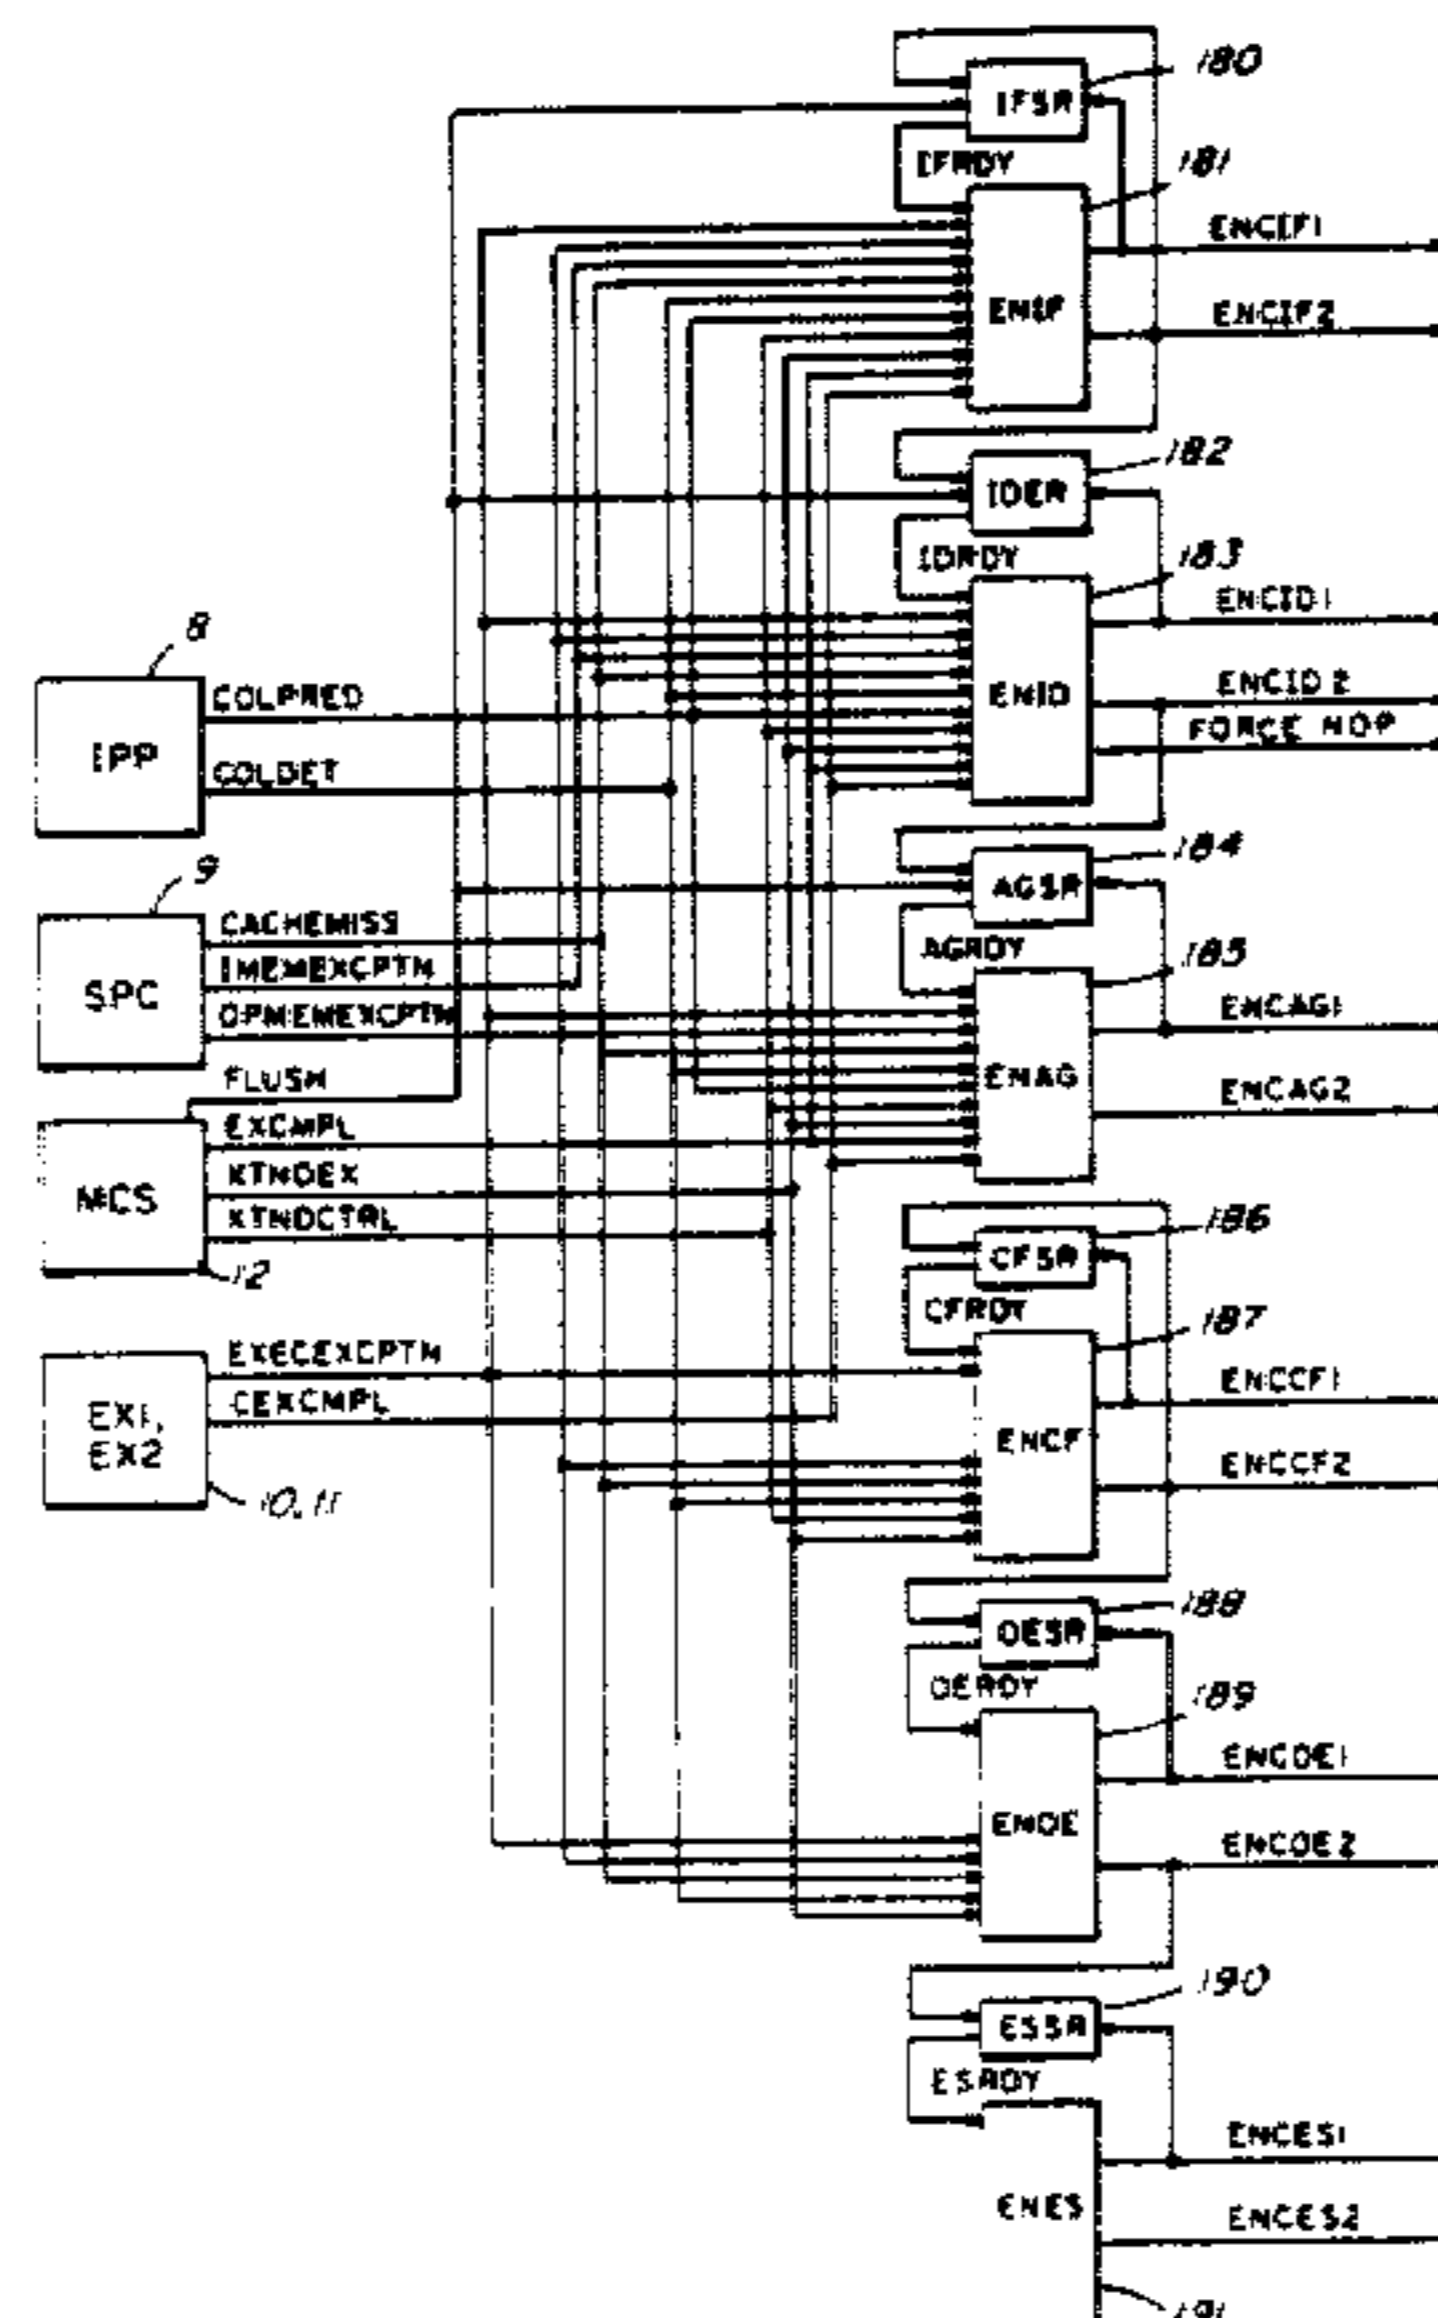 180
IFSR
IFRDY
181
ENCIF1
ENIF
ENCIF2
182
IDER
IDRDY
183
ENCID1
ENID
ENCID2
FORCE NOP
8
COLPRED
IPP
COLDET
184
AGSR
AGRDY
185
ENCAG1
ENAG
ENCAG2
9
CACHEMISS
IMEMEXCPTN
SPC
OPMEMEXCPTN
FLUSH
EXCMPL
XTNDEX
MCS
XTNDCTRL
12
186
CFSR
CFRDY
187
ENCCF1
ENCF
ENCCF2
EXECEXCPTN
CEXCMPL
EX1,
EX2
10,11
188
OESR
OERDY
189
ENCOE1
ENOE
ENCOE2
190
ESSR
ESRDY
ENCES1
ENES
ENCES2
191